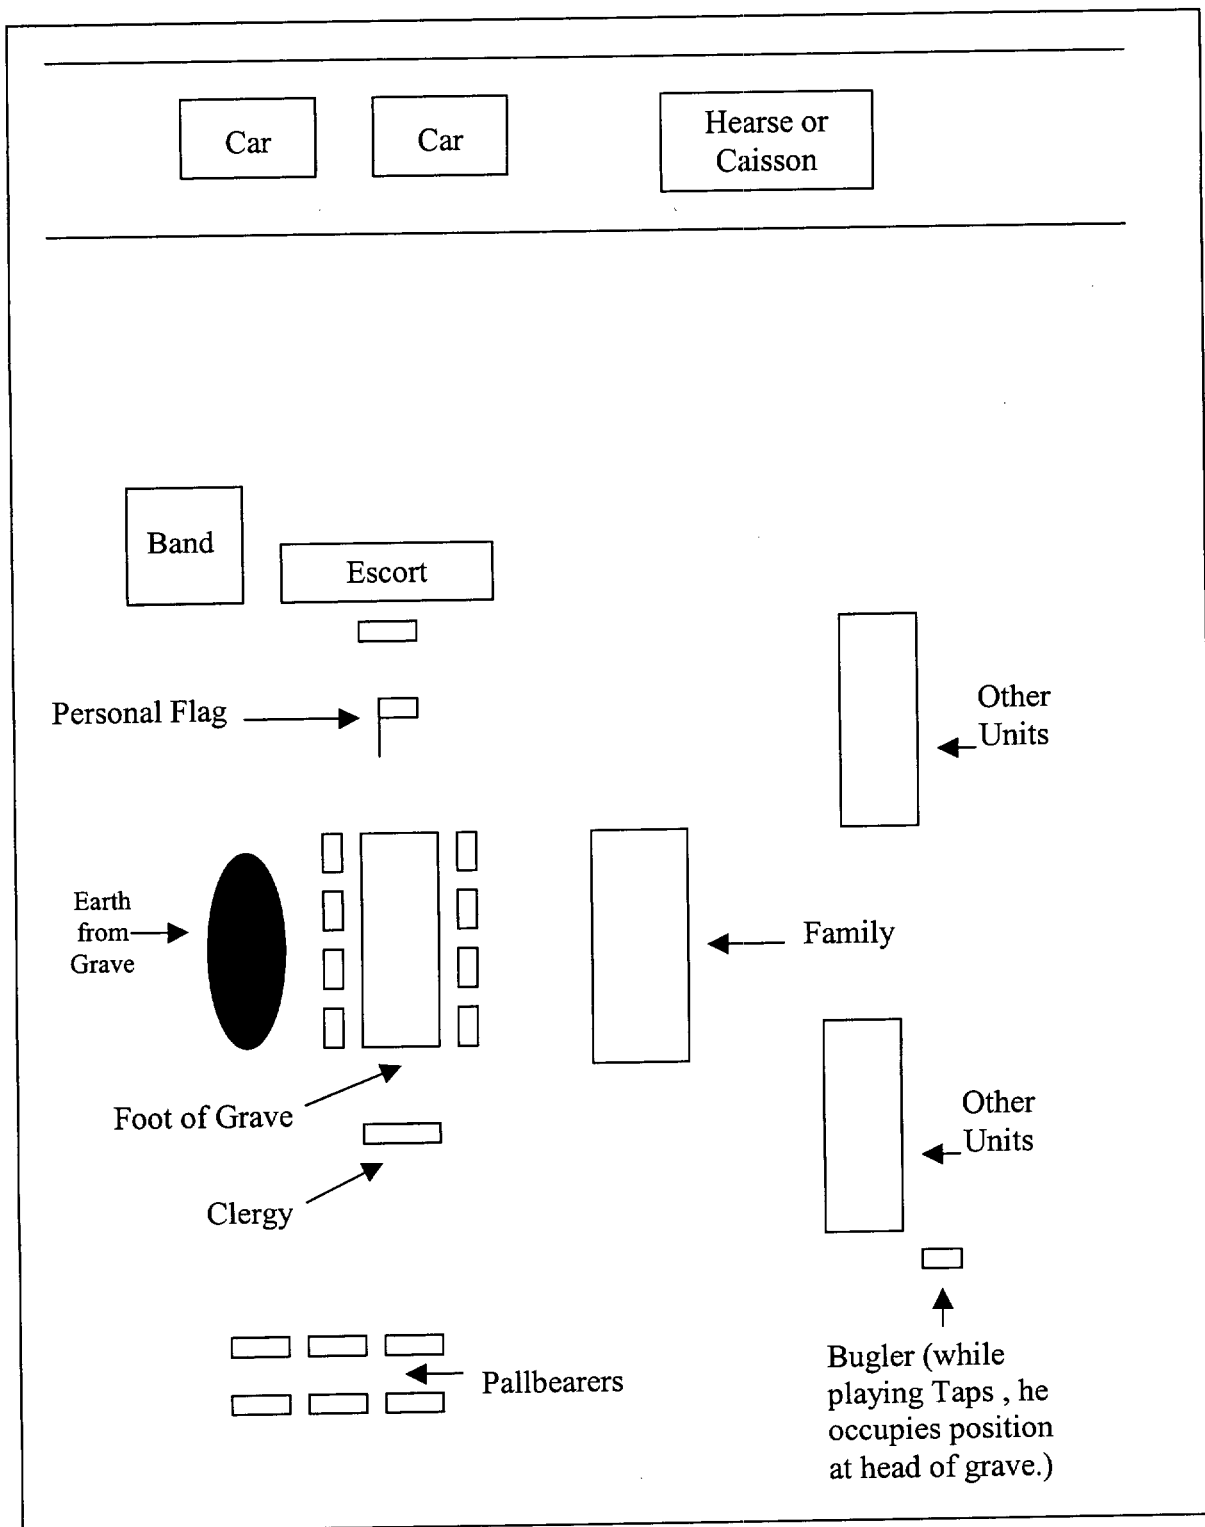 Car
Car
Hearse or
Caisson
Band
Escort
Personal Flag
Other
Units
Earth
from
Grave
Family
Foot of Grave
Other
Units
Clergy
Bugler (while
playing Taps , he
occupies position
at head of grave.)
Pallbearers